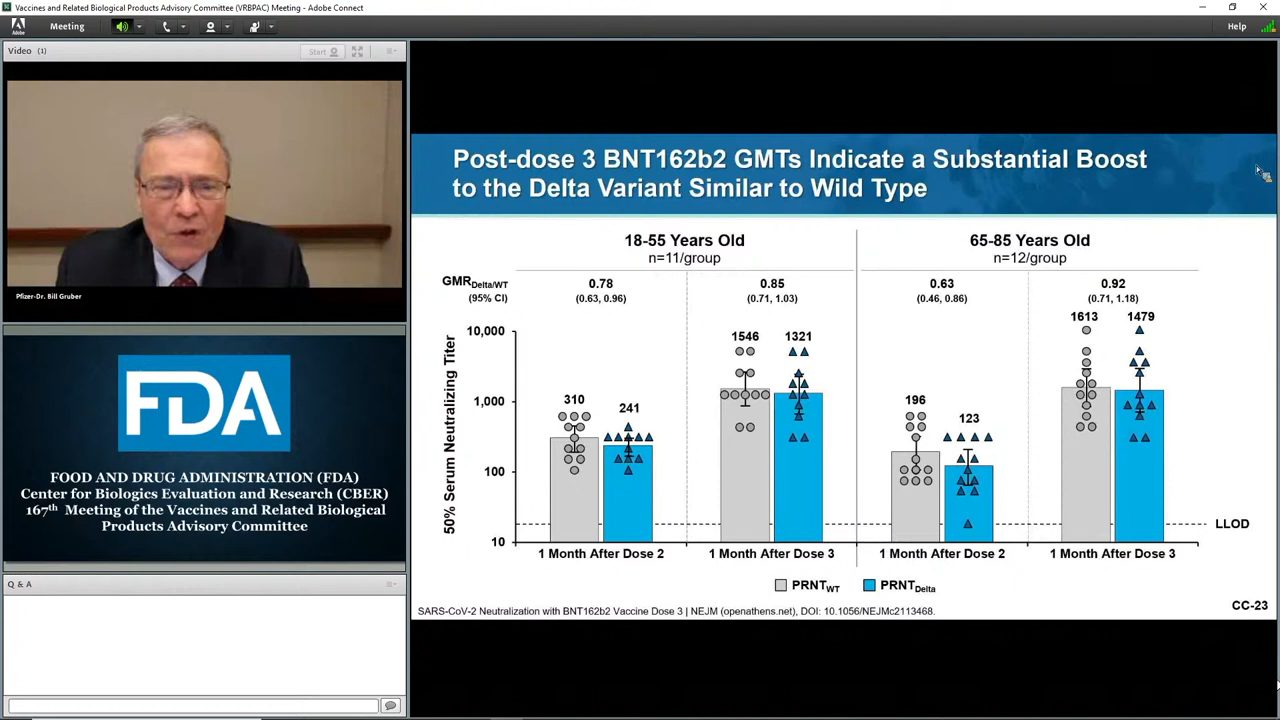 Vaccines and Related Biological Products Advisory Committee (VRBPAC) Meeting - Adobe Connect
Adobe
Meeting
Help
Video (1)
Start
Pfizer-Dr. Bill Gruber
FDA
FOOD AND DRUG ADMINISTRATION (FDA)
Center for Biologics Evaluation and Research (CBER)
167th Meeting of the Vaccines and Related Biological
Products Advisory Committee
Q & A
Post-dose 3 BNT162b2 GMTs Indicate a Substantial Boost
to the Delta Variant Similar to Wild Type
18-55 Years Old
n=11/group
65-85 Years Old
n=12/group
GMRDelta/WT
(95% CI)
0.78
(0.63, 0.96)
0.85
(0.71, 1.03)
0.63
(0.46, 0.86)
0.92
(0.71, 1.18)
50% Serum Neutralizing Titer
10,000
1,000
100
10
310
241
1546
1321
196
123
1613
1479
LLOD
1 Month After Dose 2
1 Month After Dose 3
1 Month After Dose 2
1 Month After Dose 3
PRNTWT
PRNTDelta
SARS-CoV-2 Neutralization with BNT162b2 Vaccine Dose 3 | NEJM (openathens.net), DOI: 10.1056/NEJMc2113468.
CC-23